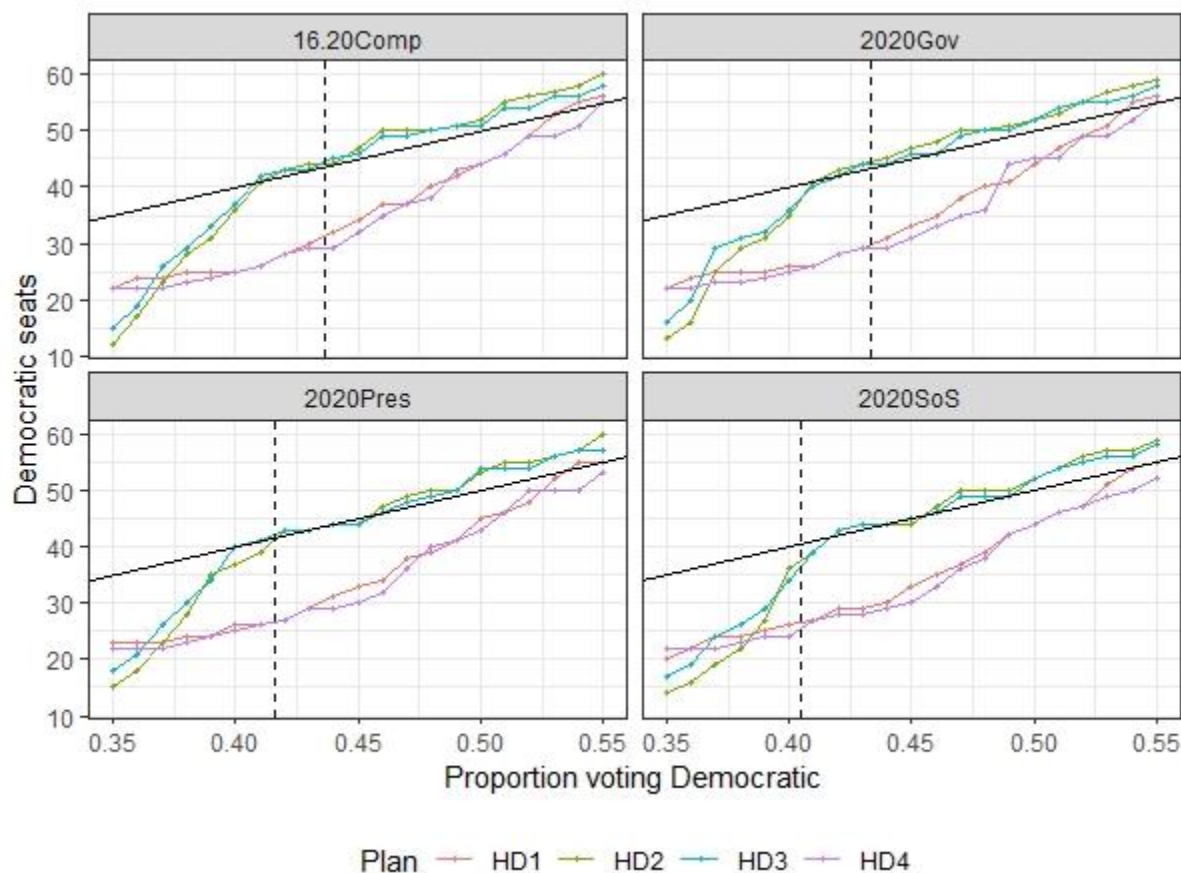 16.20Comp 2020Gov
60
50
40
30
20
10
2020Pres 2020SoS
60
50
40
30
20
10
0.35 0.40 0.45 0.50 0.55 0.35 0.40 0.45 0.50 0.55
Democratic seats
Proportion voting Democratic
Plan HD1 HD2 HD3 HD4